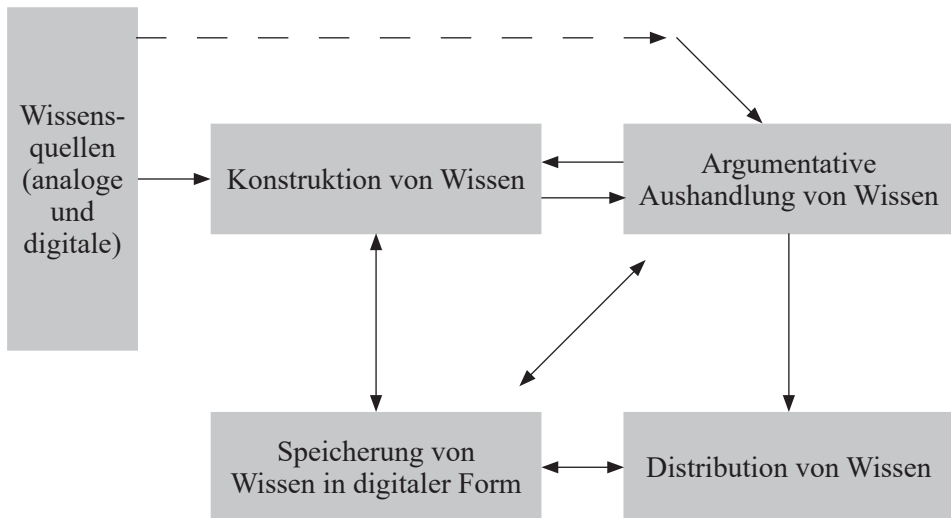 Wissens-
quellen
(analoge
und
digitale)
Konstruktion von Wissen
Argumentative
Aushandlung von Wissen
Speicherung von
Wissen in digitaler Form
Distribution von Wissen